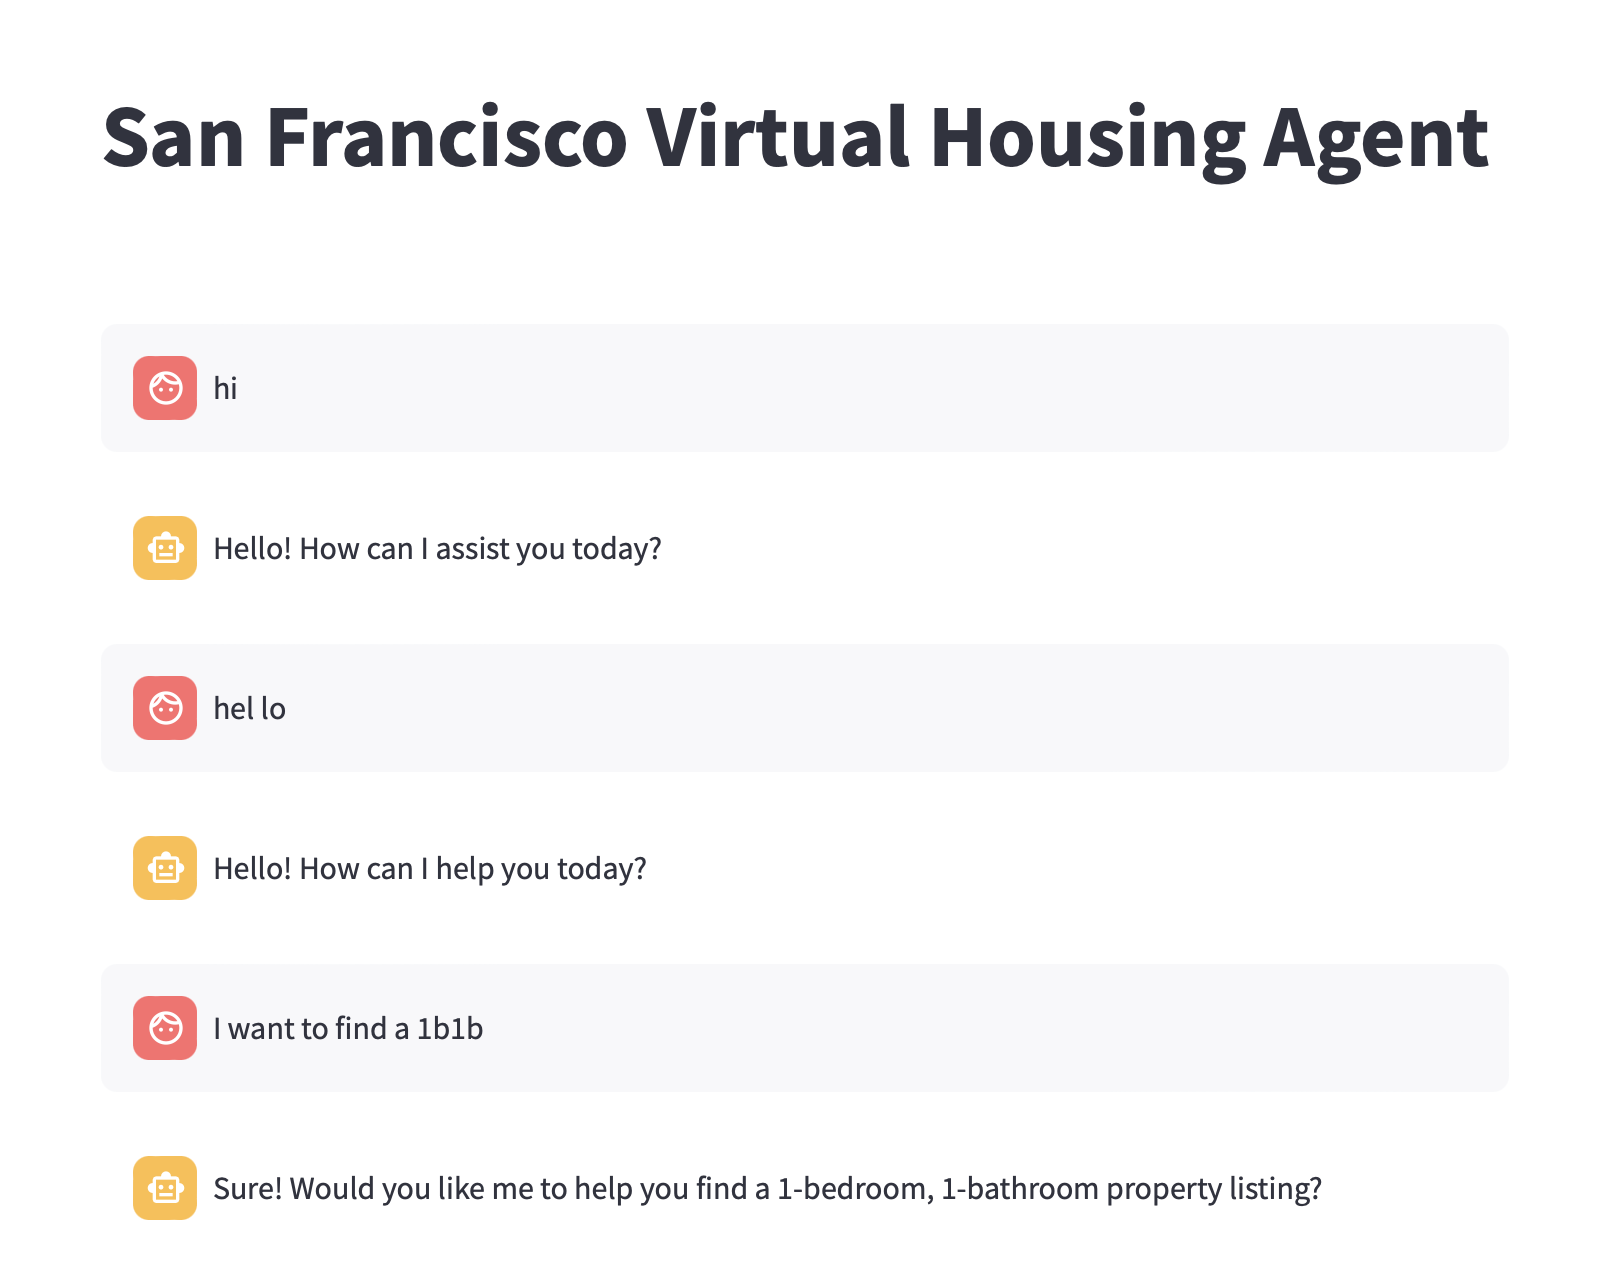 San Francisco Virtual Housing Agent
hi
Hello! How can I assist you today?
hel lo
Hello! How can I help you today?
I want to find a 1b1b
Sure! Would you like me to help you find a 1-bedroom, 1-bathroom property listing?